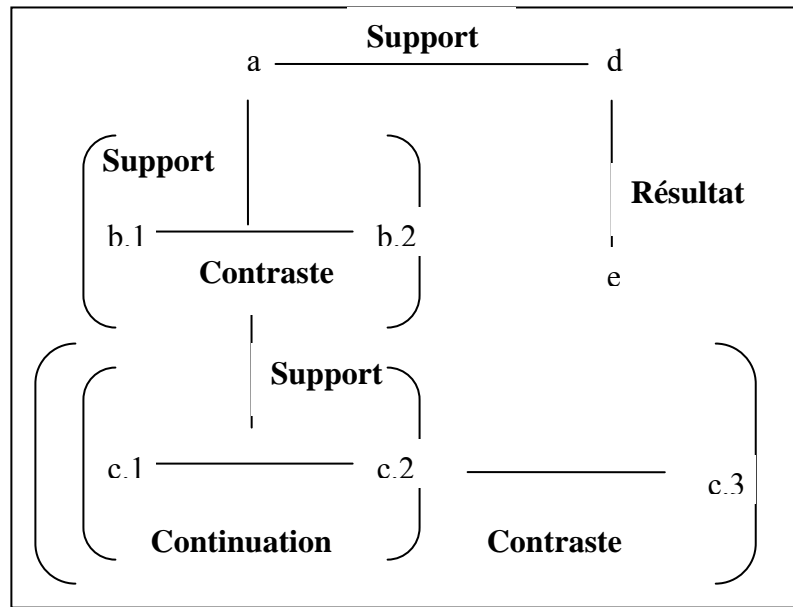 Support
a d
Support
Résultat
b.1 b.2
Contraste
e
Support
c.1 c.2 c.3
Continuation Contraste